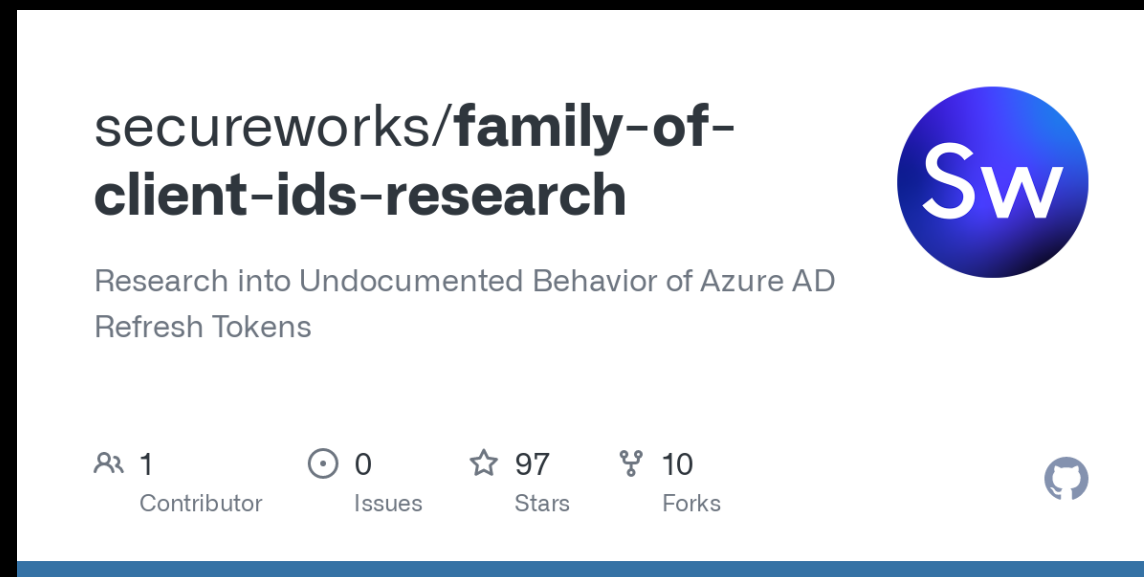 secureworks/family-of-
client-ids-research
Sw
Research into Undocumented Behavior of Azure AD
Refresh Tokens
1
0
97
10
Contributor
Issues
Stars
Forks